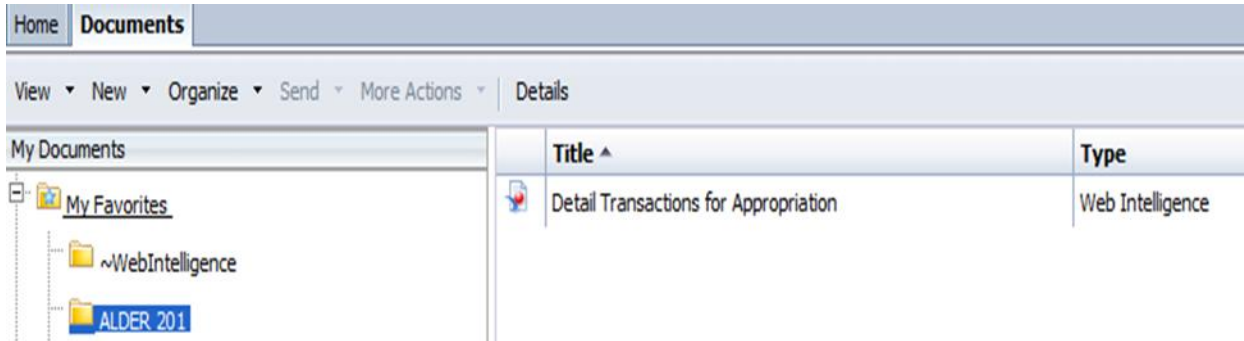 Home Documents
View New Organize Send More Actions Details
My Documents Title Type
My Favorites Detail Transactions for Appropriation Web Intelligence
~WebIntelligence
ALDER 201